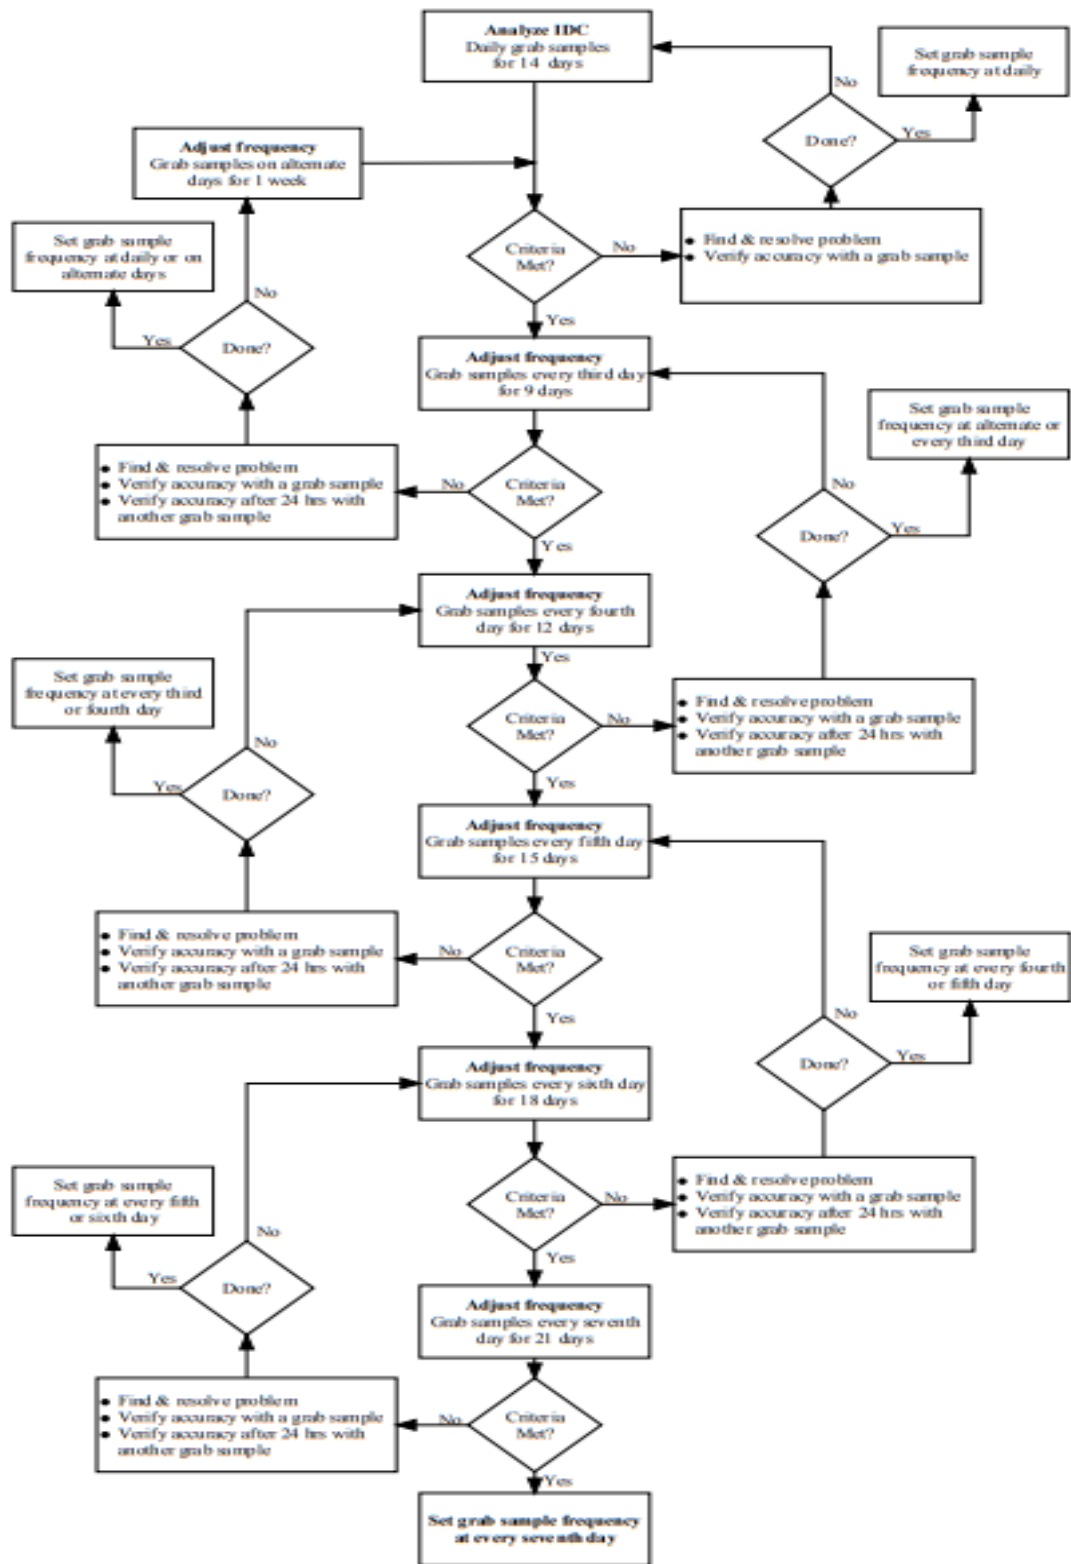 Analyze IDC
Daily grab samples
for 14 days
No
Set grab sample
frequency at daily
Done?
Yes
Adjust frequency
Grab samples on alternate
days for 1 week
Set grab sample
frequency at daily or on
alternate days
Criteria
Met?
No
• Find & resolve problem
• Verify accuracy with a grab sample
No
Yes
Done?
Yes
Adjust frequency
Grab samples every third day
for 9 days
Set grab sample
frequency at alternate or
every third day
• Find & resolve problem
• Verify accuracy with a grab sample
• Verify accuracy after 24 hrs with
another grab sample
No
Criteria
Met?
No
Done?
Yes
Yes
Adjust frequency
Grab samples every fourth
day for 12 days
Yes
Set grab sample
frequency at every third
or fourth day
Criteria
Met?
No
• Find & resolve problem
• Verify accuracy with a grab sample
• Verify accuracy after 24 hrs with
another grab sample
No
Yes
Done?
Yes
Adjust frequency
Grab samples every fifth day
for 15 days
• Find & resolve problem
• Verify accuracy with a grab sample
• Verify accuracy after 24 hrs with
another grab sample
No
Criteria
Met?
Set grab sample
frequency at every fourth
or fifth day
Yes
No
Done?
Yes
Adjust frequency
Grab samples every sixth day
for 18 days
Set grab sample
frequency at every fifth
or sixth day
Criteria
Met?
No
• Find & resolve problem
• Verify accuracy with a grab sample
• Verify accuracy after 24 hrs with
another grab sample
No
Yes
Done?
Yes
Adjust frequency
Grab samples every seventh
day for 21 days
• Find & resolve problem
• Verify accuracy with a grab sample
• Verify accuracy after 24 hrs with
another grab sample
No
Criteria
Met?
Yes
Set grab sample frequency
at every seventh day